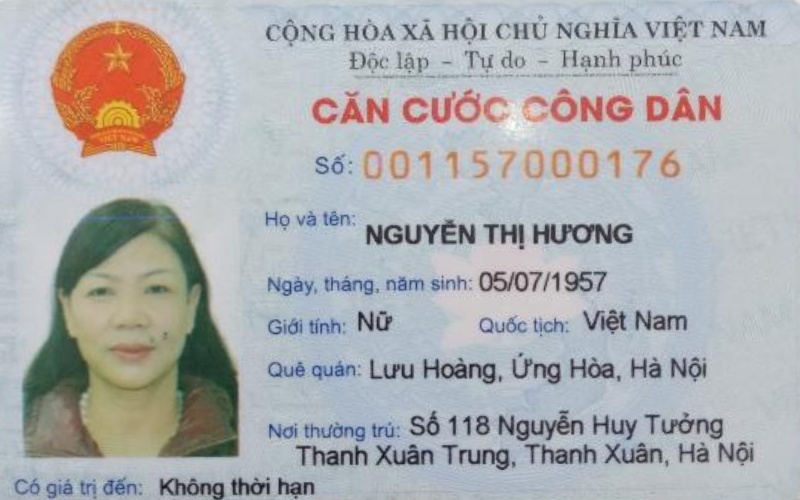 CỘNG HÒA XÃ HỘI CHỦ NGHĨA VIỆT NAM
Độc lập - Tự do - Hạnh phúc
CĂN CƯỚC CÔNG DÂN
Số: 001157000176
Họ và tên: NGUYỄN THỊ HƯƠNG
Ngày, tháng, năm sinh: 05/07/1957
Giới tính: Nữ Quốc tịch: Việt Nam
Quê quán: Lưu Hoàng, Ứng Hòa, Hà Nội
Nơi thường trú: Số 118 Nguyễn Huy Tưởng
Thanh Xuân Trung, Thanh Xuân, Hà Nội
Có giá trị đến: Không thời hạn